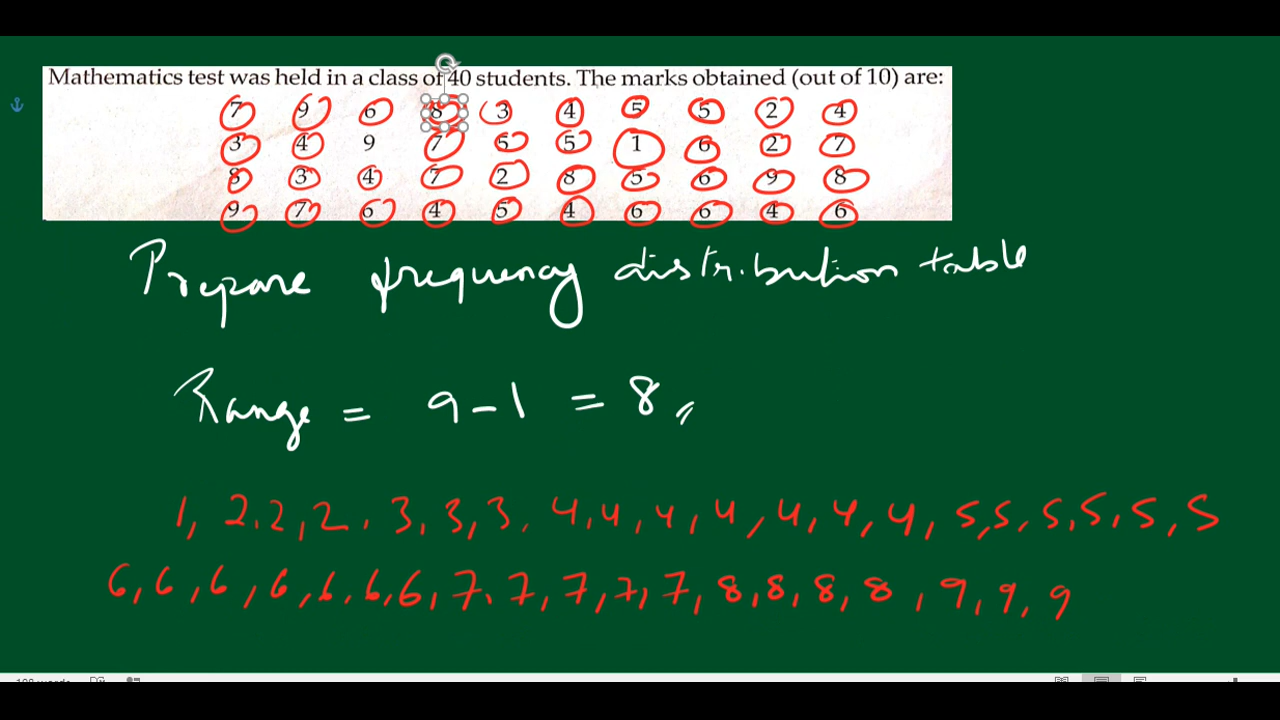 Mathematics test was held in a class of 40 students. The marks obtained (out of 10) are:
7 9 6 8 3 4 5 5 2 4
3 4 9 7 5 5 1 6 2 7
8 3 4 7 2 8 5 6 9 8
9 7 6 4 5 4 6 6 4 6
Prepare frequency distribution table
Range = 9-1 = 8,,
1, 2,2,2, 3,3,3, 4,4,4,4,4,4,4, 5,5,5,5,5,5
6,6,6,6,6,6,6,7,7,7,7,7,8,8,8,8,9,9,9